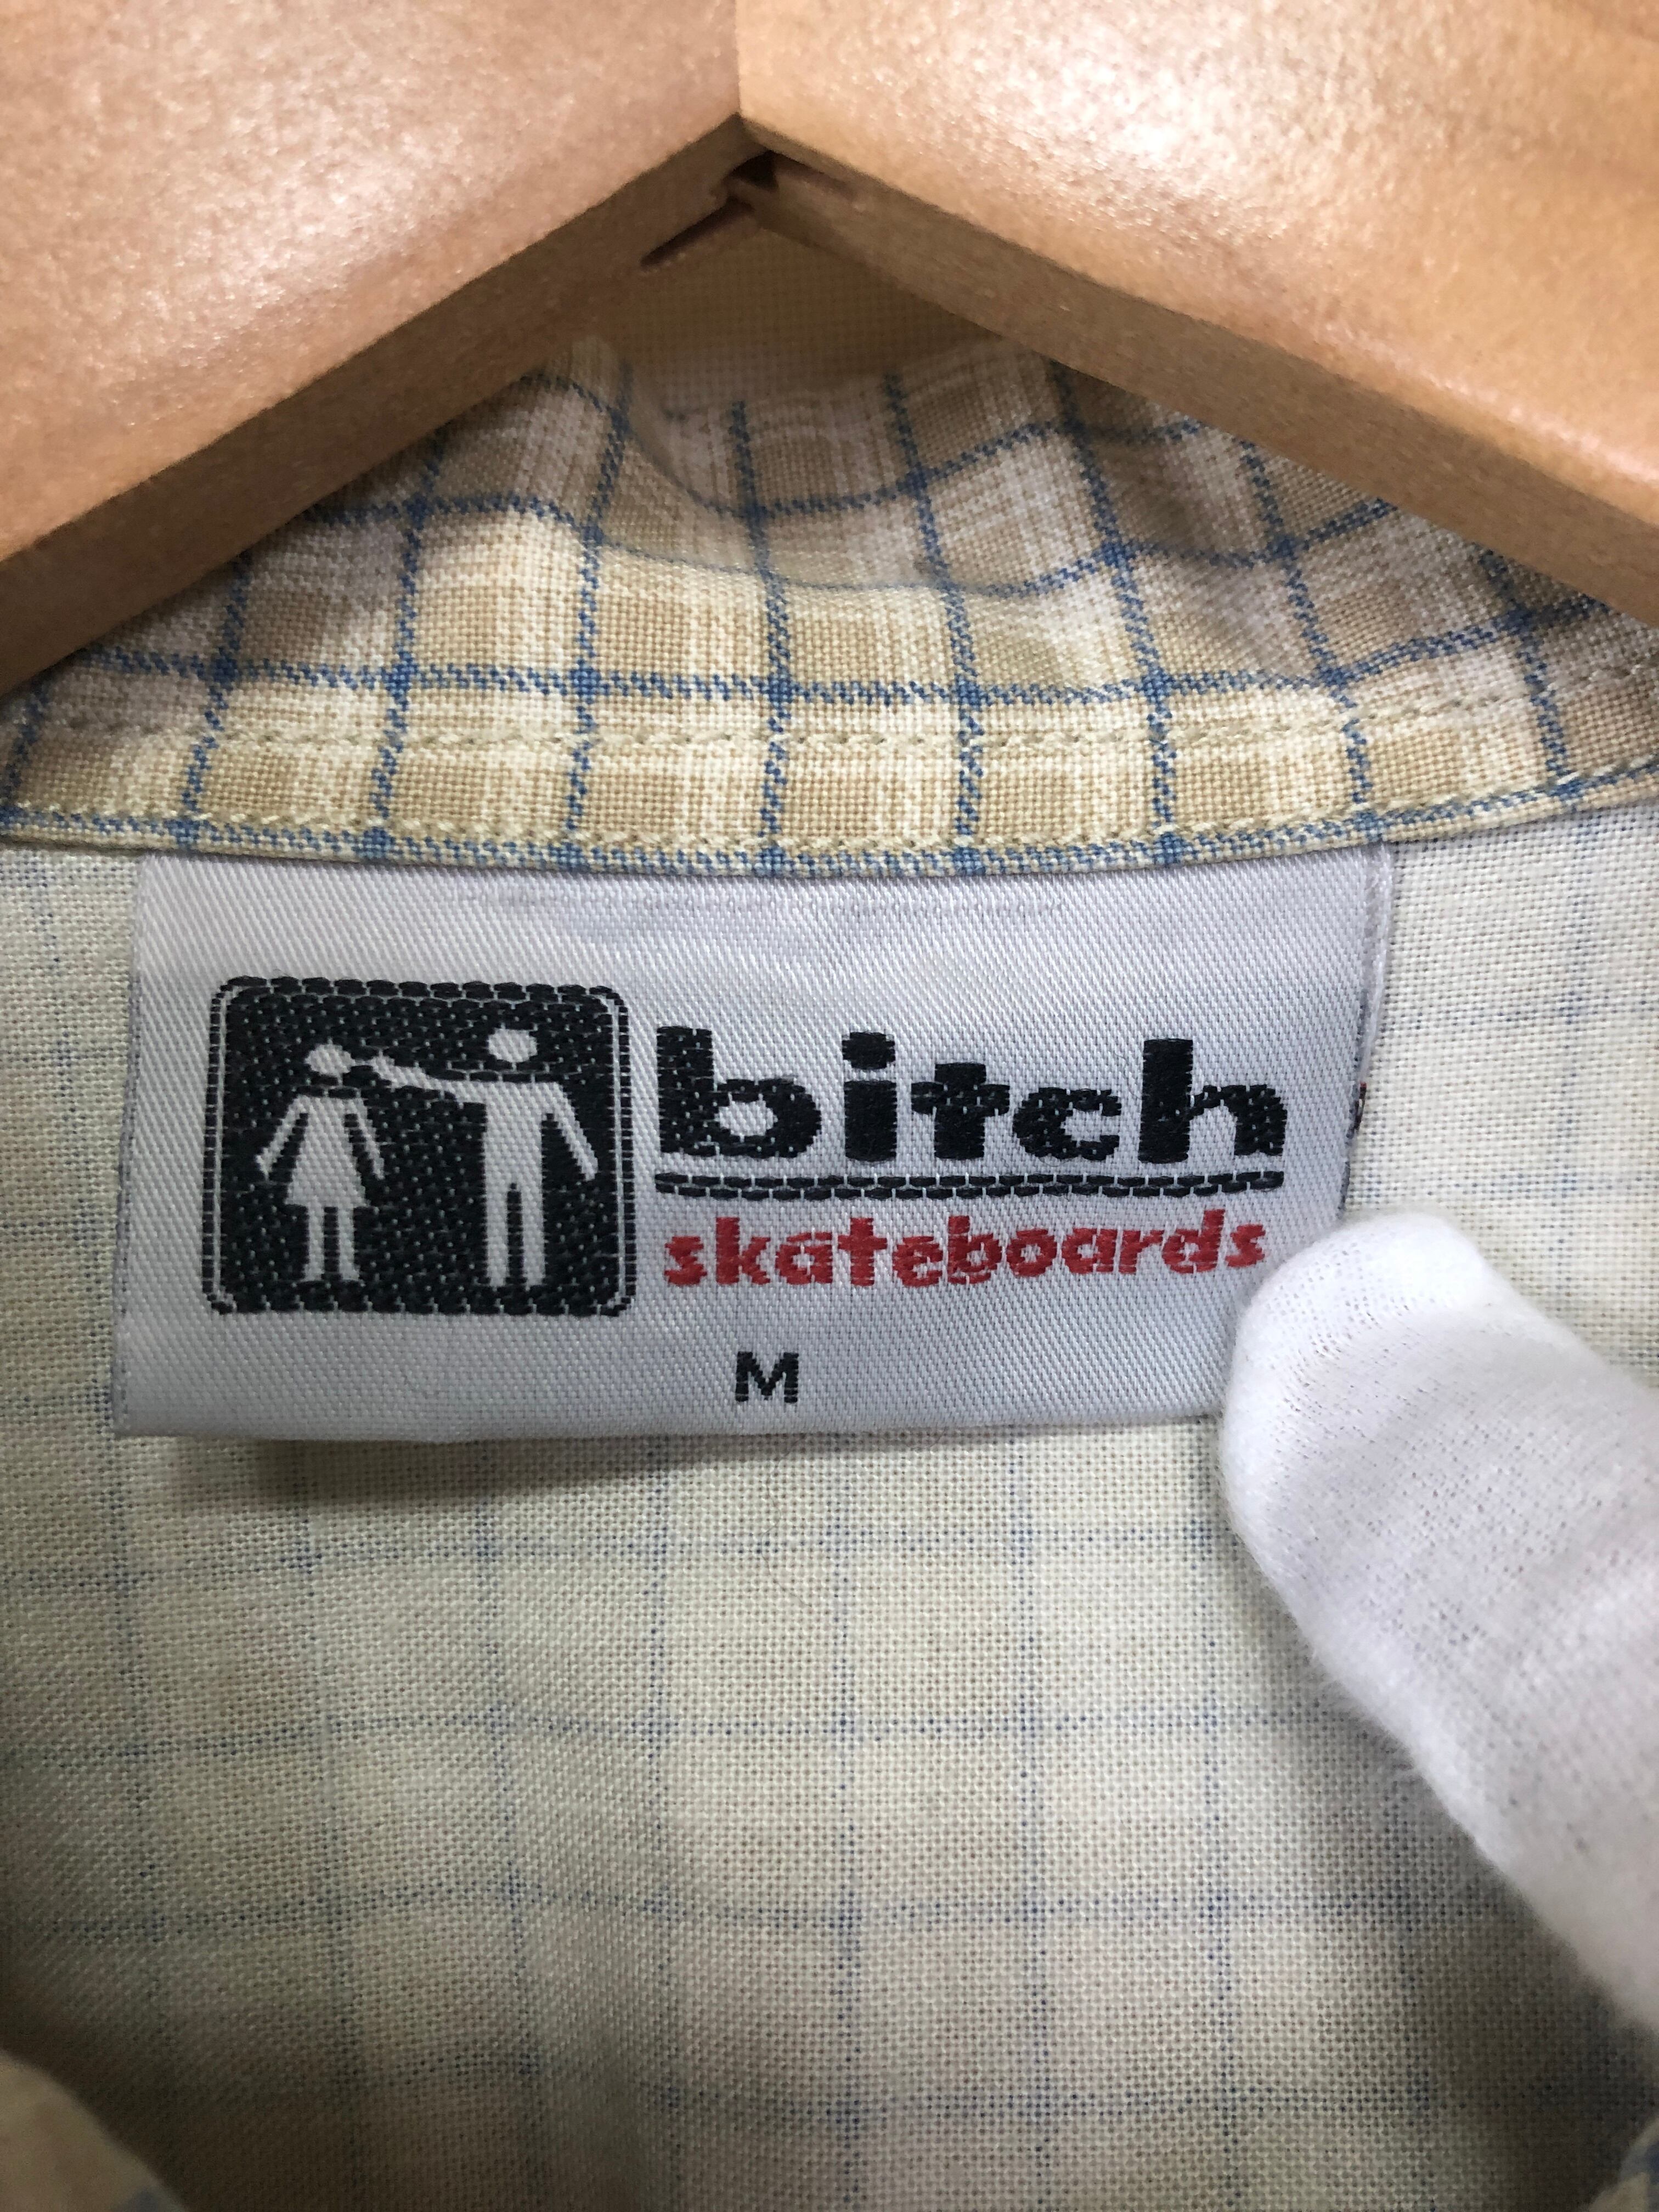 bitch
skateboards
M